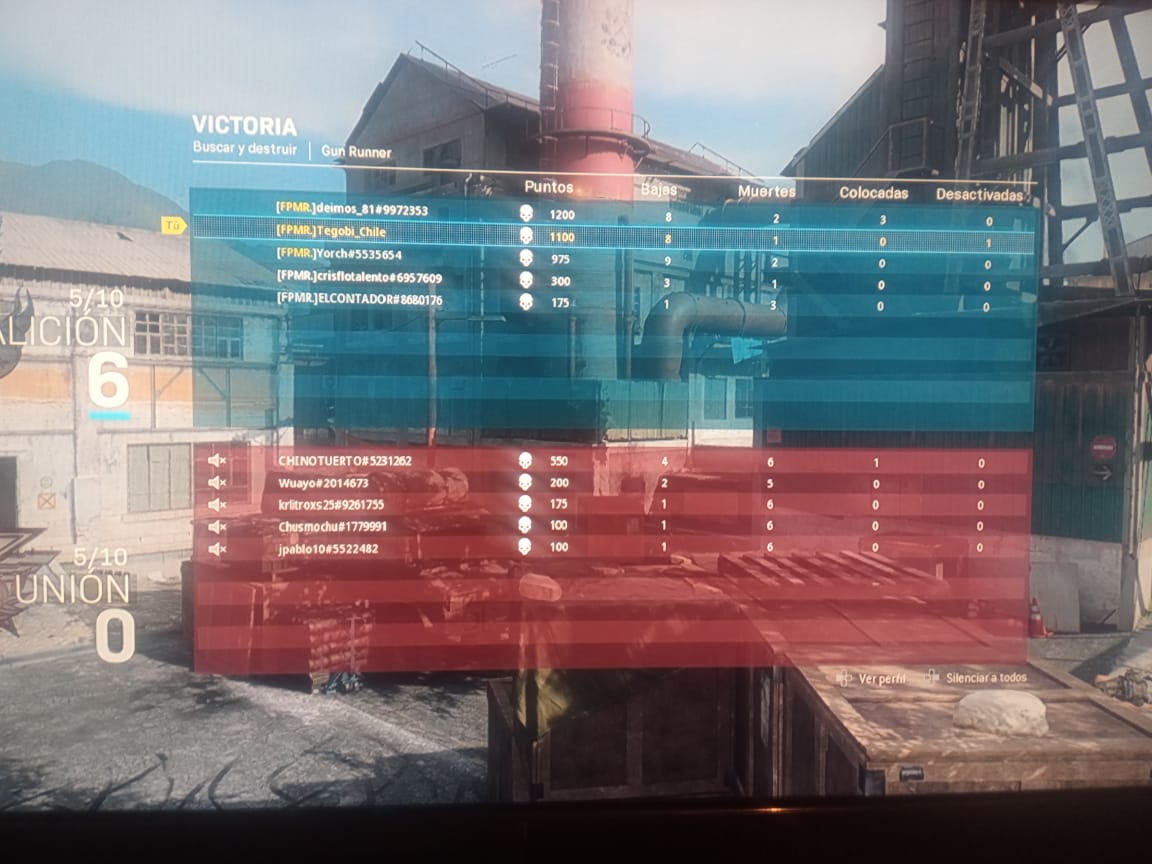 VICTORIA
Buscar y destruir | Gun Runner
Puntos Bajas Muertes Colocadas Desactivadas
[FPMR.]deimos_81#9972353 1200 8 2 3 0
Tú [FPMR.]Tegobi_Chile 1100 8 1 0 1
[FPMR.]Yorch#5535654 975 9 2 0 0
[FPMR.]crisflotalento#6957609 300 3 1 0 0
[FPMR.]ELCONTADOR#8680176 175 1 3 0 0
5/10
ALICIÓN
6
CHINOTUERTO#5231262 550 4 6 1 0
Wuayo#2014673 200 2 5 0 0
krlitroxs25#9261755 175 1 6 0 0
Chusmochu#1779991 100 1 6 0 0
jpablo10#5522482 100 1 6 0 0
5/10
UNIÓN
0
Ver perfil Silenciar a todos